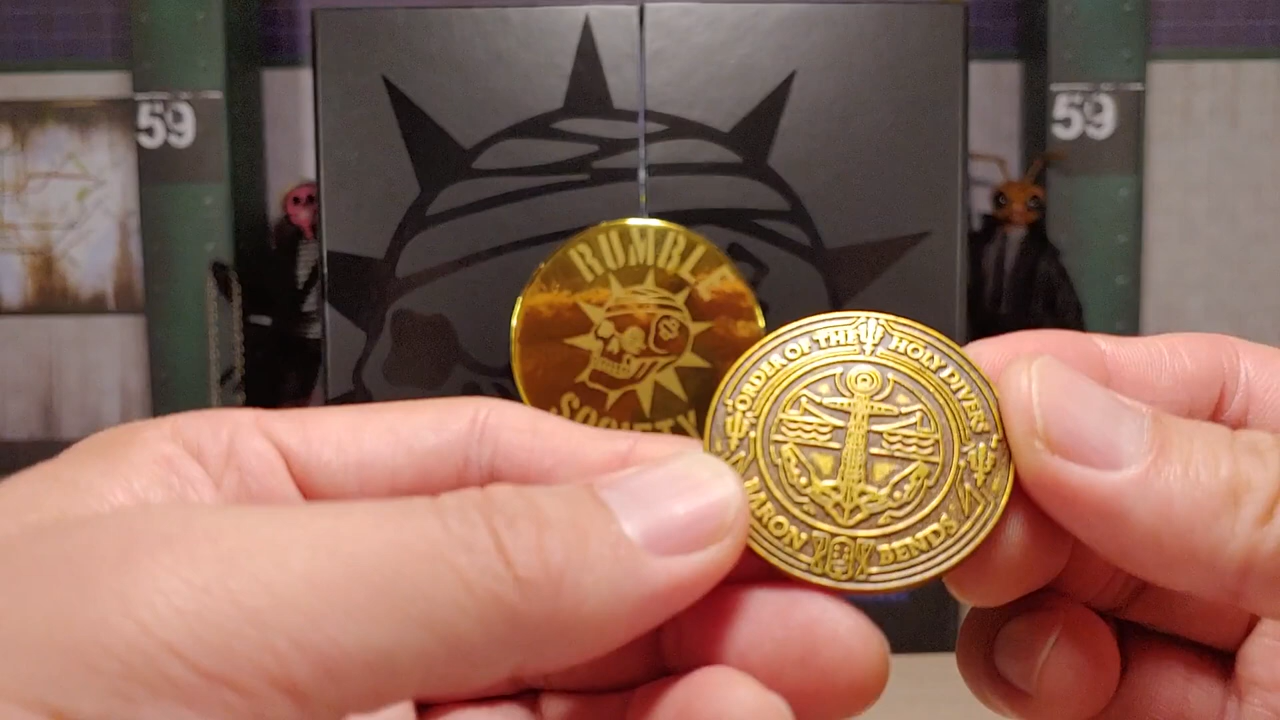 59
59
RUMBLE
SOCIETY
ORDER OF THE HOLY DIVERS
BARON BENDS